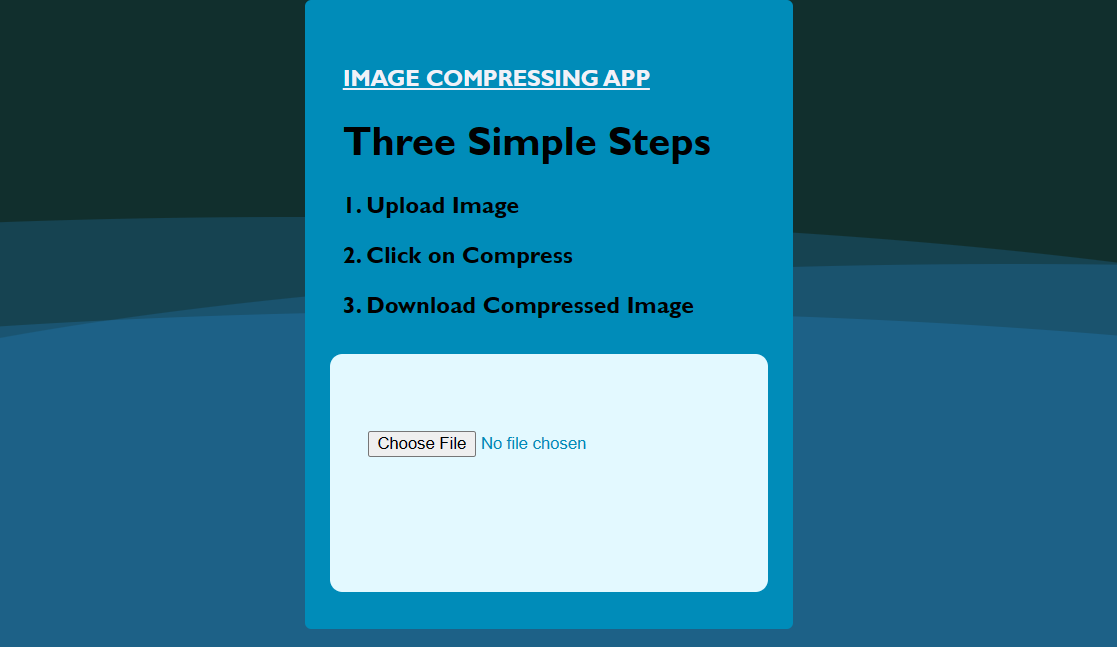 IMAGE COMPRESSING APP
Three Simple Steps
1. Upload Image
2. Click on Compress
3. Download Compressed Image
Choose File No file chosen